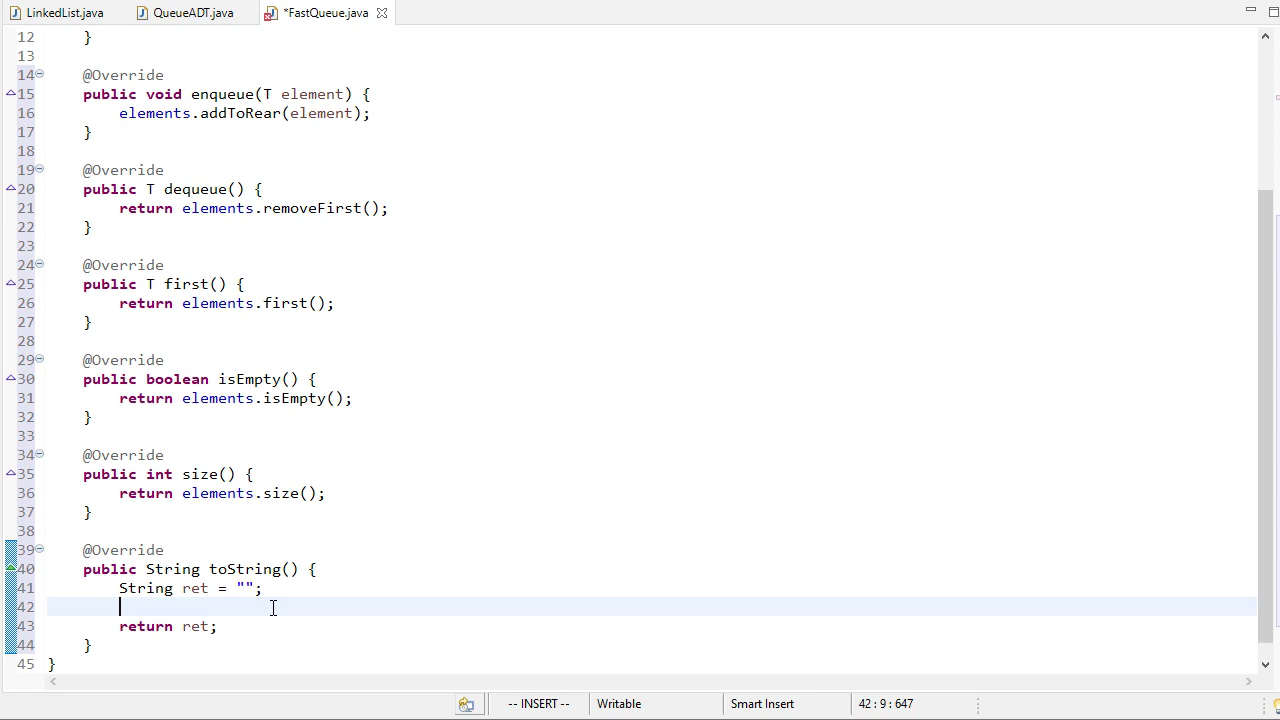 LinkedList.java QueueADT.java *FastQueue.java
12 }
13
14 @Override
15 public void enqueue(T element) {
16 elements.addToRear(element);
17 }
18
19 @Override
20 public T dequeue() {
21 return elements.removeFirst();
22 }
23
24 @Override
25 public T first() {
26 return elements.first();
27 }
28
29 @Override
30 public boolean isEmpty() {
31 return elements.isEmpty();
32 }
33
34 @Override
35 public int size() {
36 return elements.size();
37 }
38
39 @Override
40 public String toString() {
41 String ret = "";
42
43 return ret;
44 }
45 }
-- INSERT -- Writable Smart Insert 42 : 9 : 647